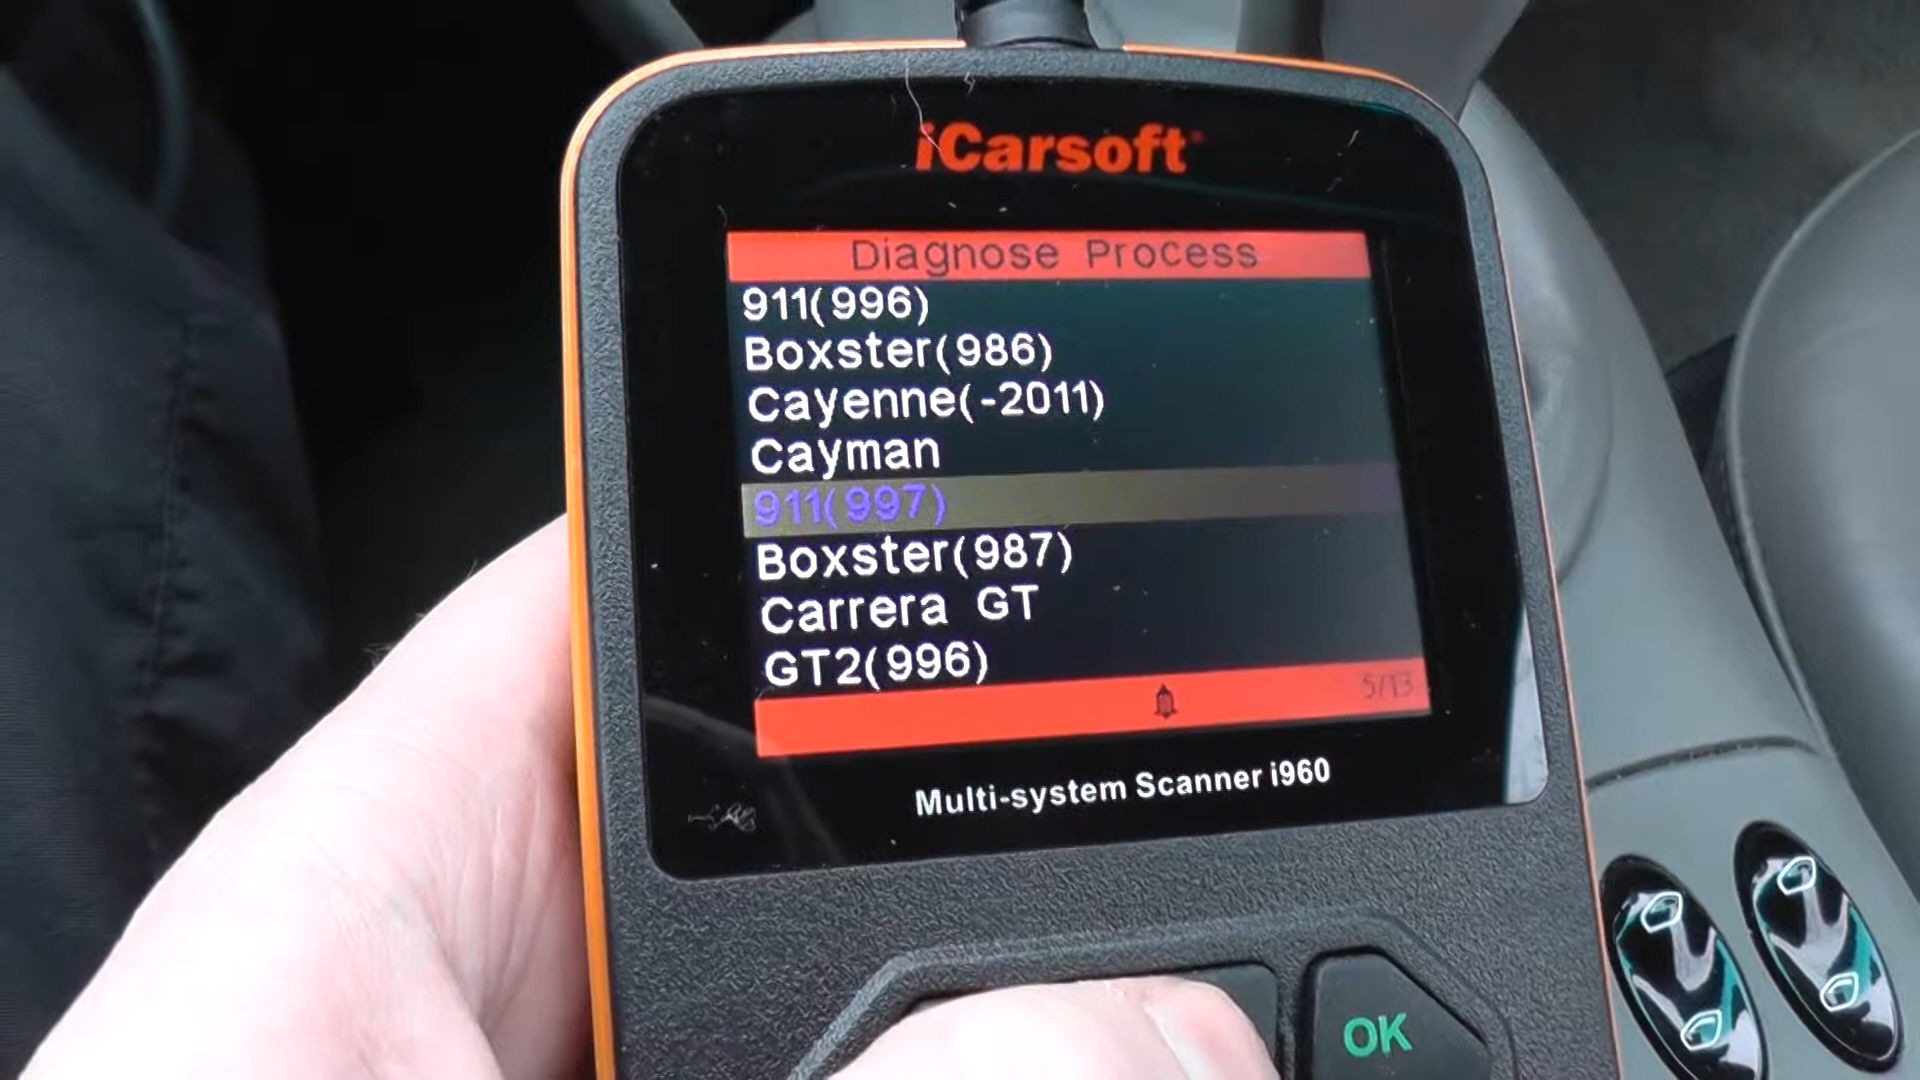 iCarsoft
Diagnose Process
911(996)
Boxster(986)
Cayenne(-2011)
Cayman
911(997)
Boxster(987)
Carrera GT
GT2(996)
5/13
Multi-system Scanner i960
OK